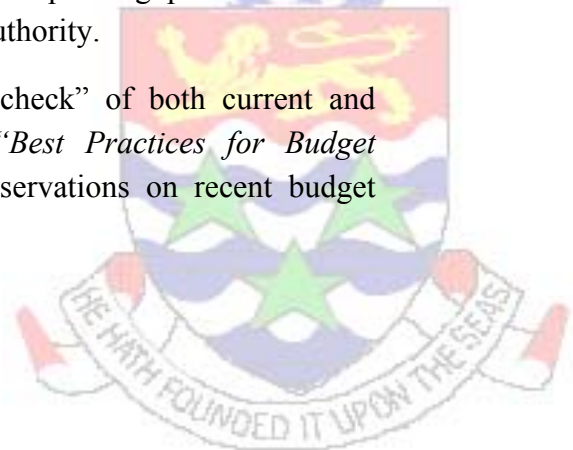 uthority.
check” of both current and
“Best Practices for Budget
servations on recent budget
HE HATH FOUNDED IT UPON THE SEAS